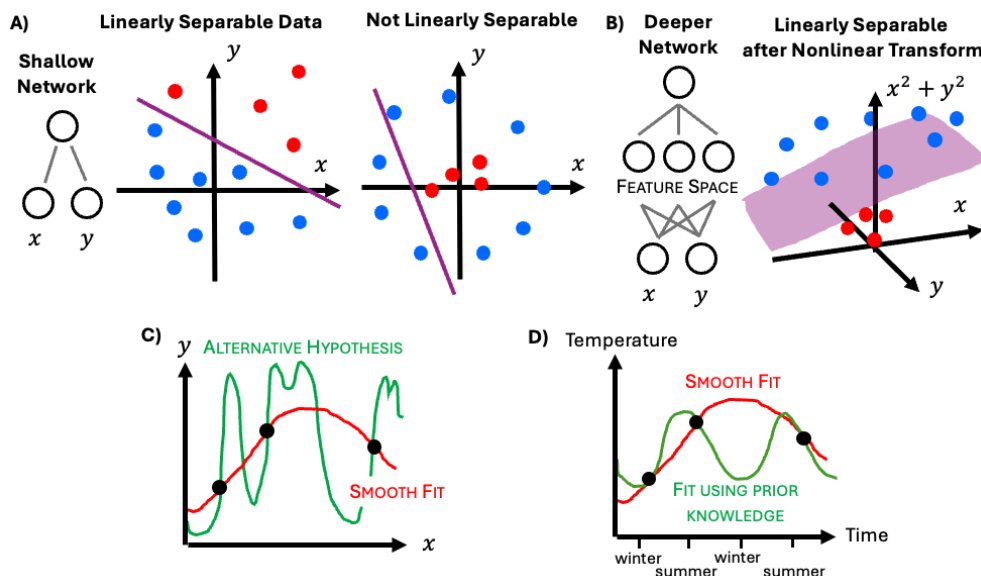 A)
Linearly Separable Data
Not Linearly Separable
Shallow
Network
x
y
y
x
y
x
B)
Deeper
Network
FEATURE SPACE
x
y
Linearly Separable
after Nonlinear Transform
x² + y²
x
y
C)
y
ALTERNATIVE HYPOTHESIS
SMOOTH FIT
x
D)
Temperature
SMOOTH FIT
FIT USING PRIOR
KNOWLEDGE
Time
winter
summer
winter
summer